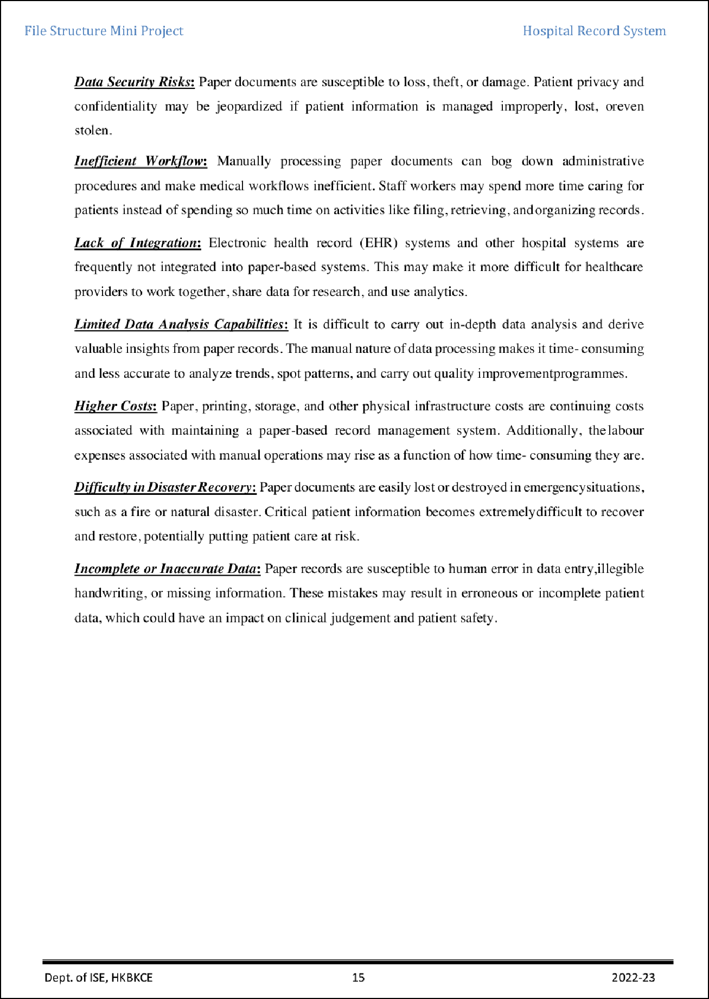 File Structure Mini Project Hospital Record System
Data Security Risks: Paper documents are susceptible to loss, theft, or damage. Patient privacy and
confidentiality may be jeopardized if patient information is managed improperly, lost, oreven
stolen.
Inefficient Workflow: Manually processing paper documents can bog down administrative
procedures and make medical workflows inefficient. Staff workers may spend more time caring for
patients instead of spending so much time on activities like filing, retrieving, andorganizing records.
Lack of Integration: Electronic health record (EHR) systems and other hospital systems are
frequently not integrated into paper-based systems. This may make it more difficult for healthcare
providers to work together, share data for research, and use analytics.
Limited Data Analysis Capabilities: It is difficult to carry out in-depth data analysis and derive
valuable insights from paper records. The manual nature of data processing makes it time- consuming
and less accurate to analyze trends, spot patterns, and carry out quality improvementprogrammes.
Higher Costs: Paper, printing, storage, and other physical infrastructure costs are continuing costs
associated with maintaining a paper-based record management system. Additionally, thelabour
expenses associated with manual operations may rise as a function of how time- consuming they are.
Difficulty in Disaster Recovery: Paper documents are easily lost or destroyed in emergencysituations,
such as a fire or natural disaster. Critical patient information becomes extremelydifficult to recover
and restore, potentially putting patient care at risk.
Incomplete or Inaccurate Data: Paper records are susceptible to human error in data entry,illegible
handwriting, or missing information. These mistakes may result in erroneous or incomplete patient
data, which could have an impact on clinical judgement and patient safety.
Dept. of ISE, HKBKCE 15 2022-23